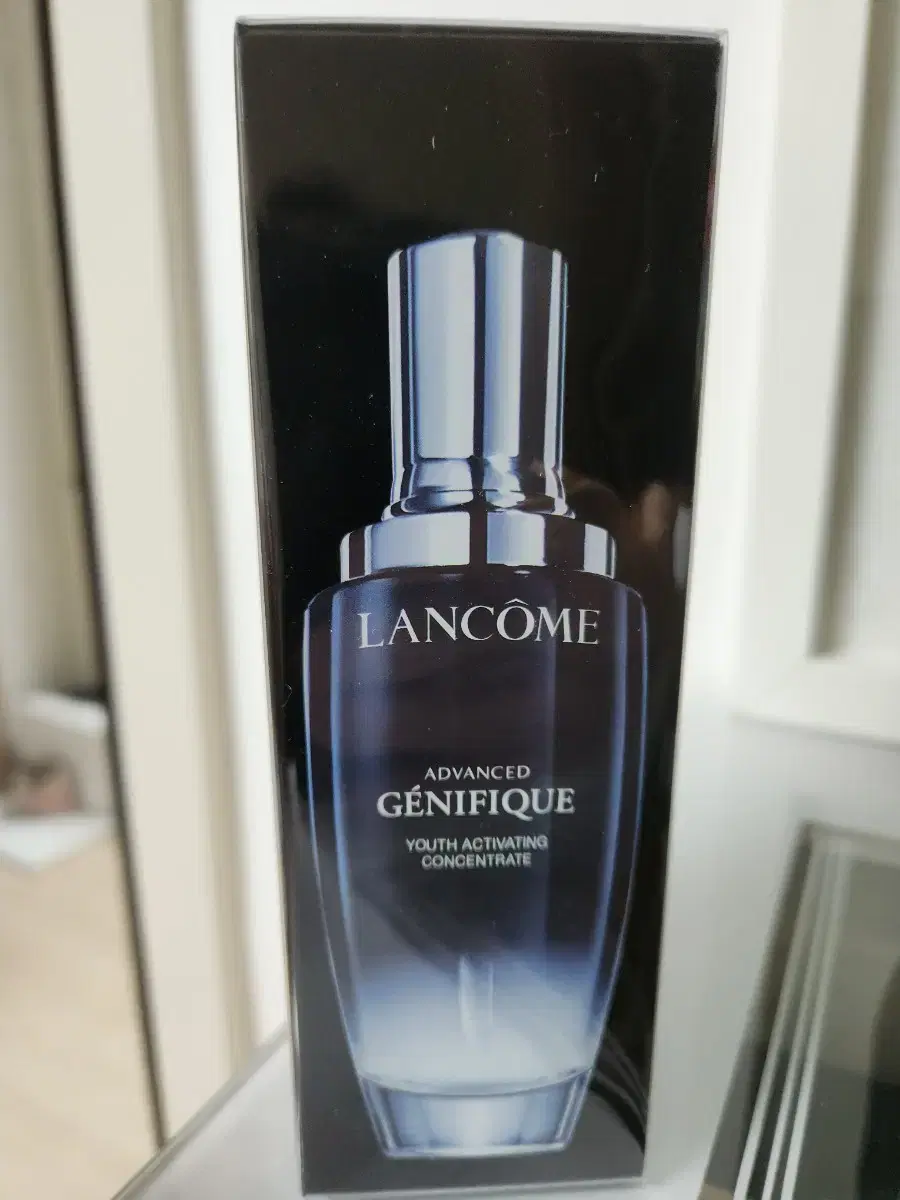 LANCÔME
ADVANCED
GÉNIFIQUE
YOUTH ACTIVATING
CONCENTRATE